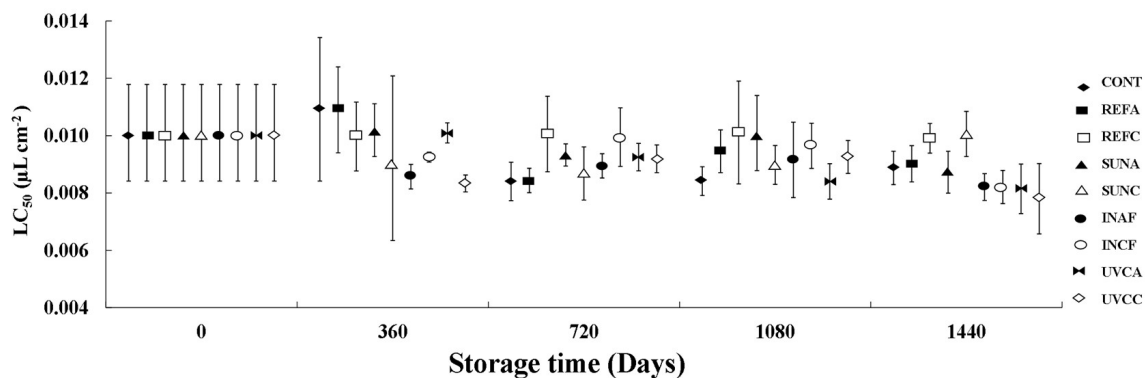 0.014
0.012
0.010
0.008
0.006
0.004
LC50 (µL cm-2)
0
360
720
1080
1440
Storage time (Days)
CONT
REFA
REFC
SUNA
SUNC
INAF
INCF
UVCA
UVCC